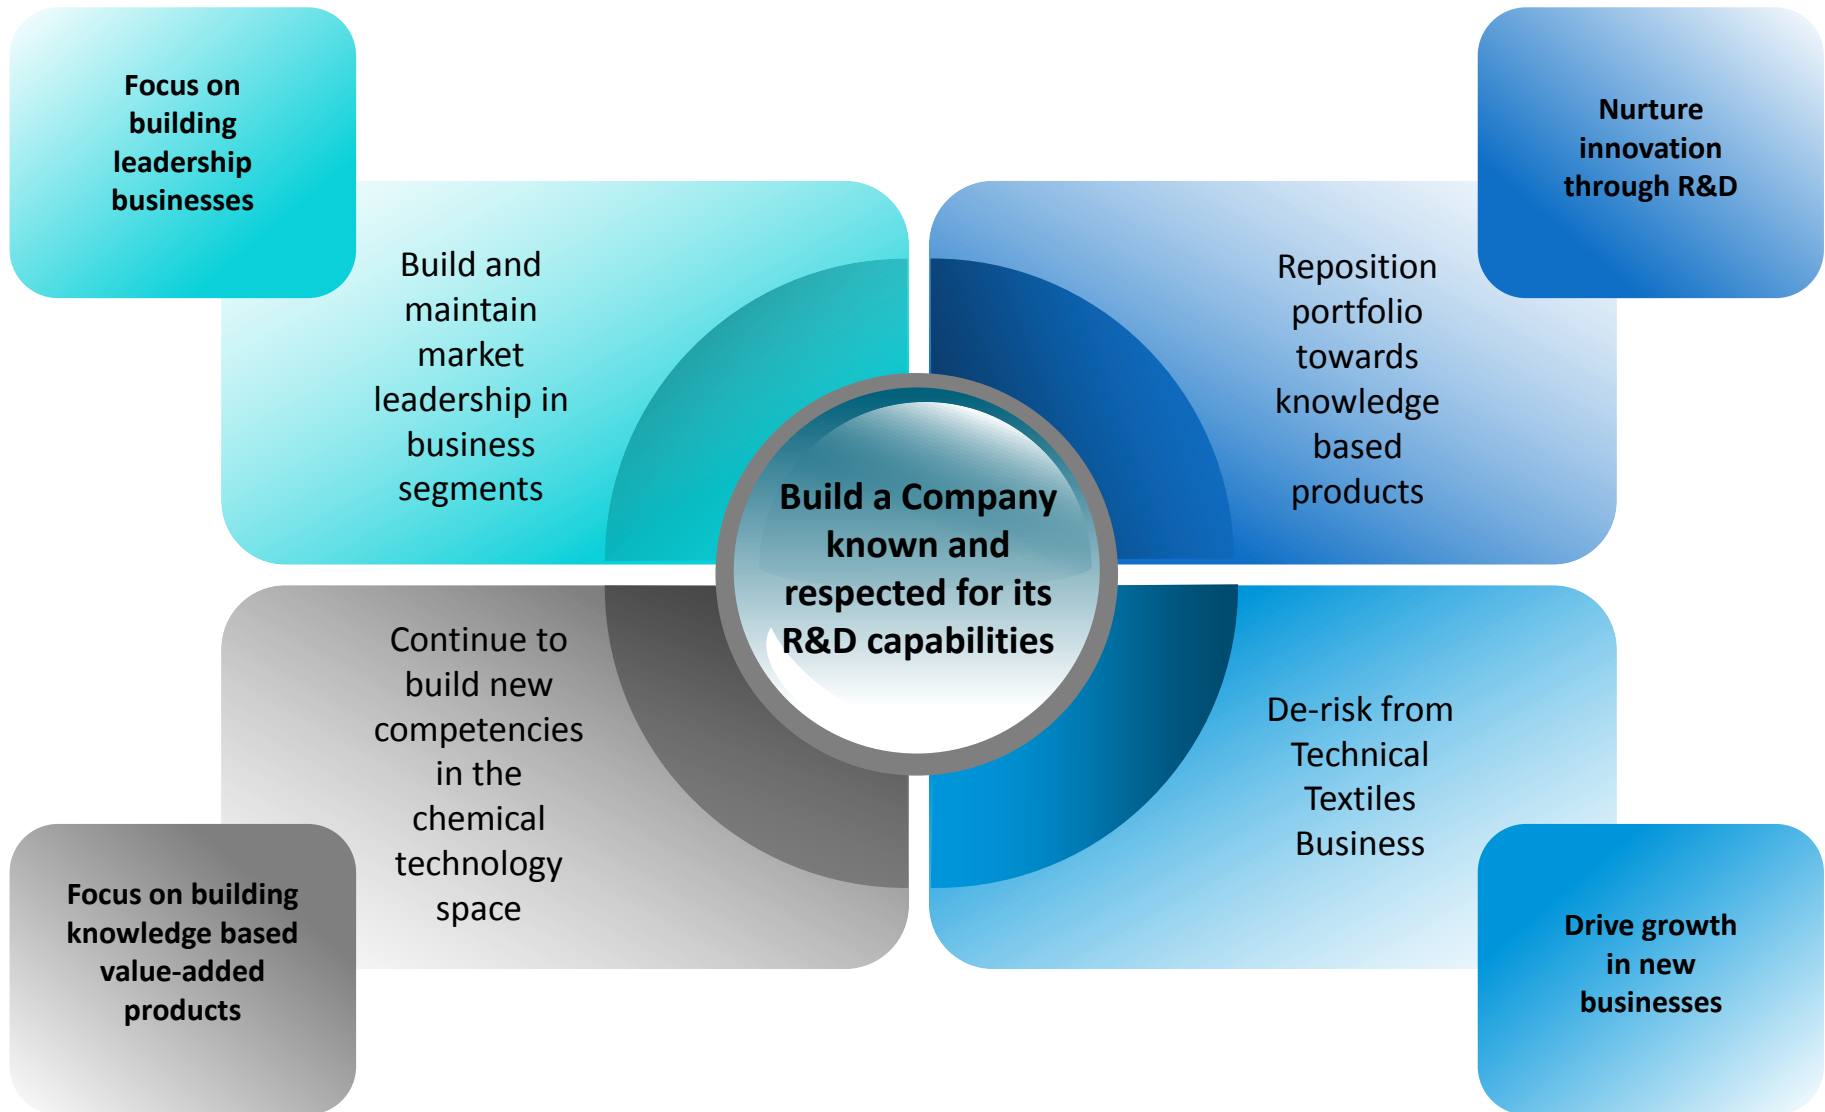 Focus on
building
leadership
businesses
Nurture
innovation
through R&D
Build and
maintain
market
leadership in
business
segments
Reposition
portfolio
towards
knowledge
based
products
Build a Company
known and
respected for its
R&D capabilities
Continue to
build new
competencies
in the
chemical
technology
space
De-risk from
Technical
Textiles
Business
Focus on building
knowledge based
value-added
products
Drive growth
in new
businesses